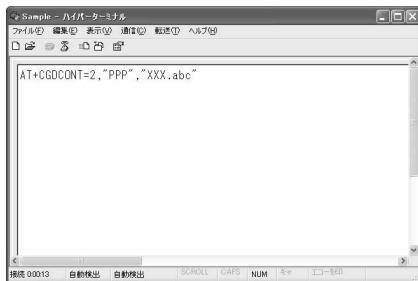 Sample - ハイパーターミナル
ファイル(F) 編集(E) 表示(V) 通信(C) 転送(T) ヘルプ(H)
AT+CGDCONT=2,"PPP","XXX.abc"
接続 0:00:13 自動検出 自動検出 SCROLL CAPS NUM キャ エコーを印